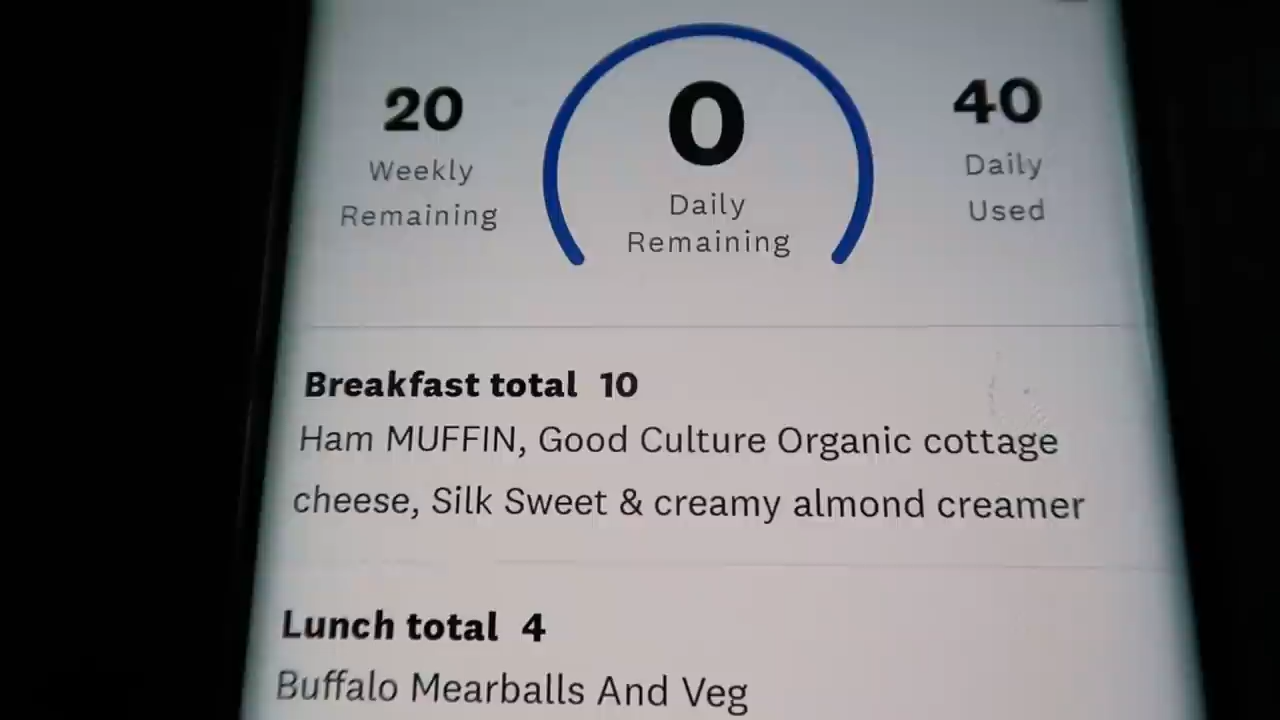 20
Weekly
Remaining
0
Daily
Remaining
40
Daily
Used
Breakfast total 10
Ham MUFFIN, Good Culture Organic cottage
cheese, Silk Sweet & creamy almond creamer
Lunch total 4
Buffalo Mearballs And Veg